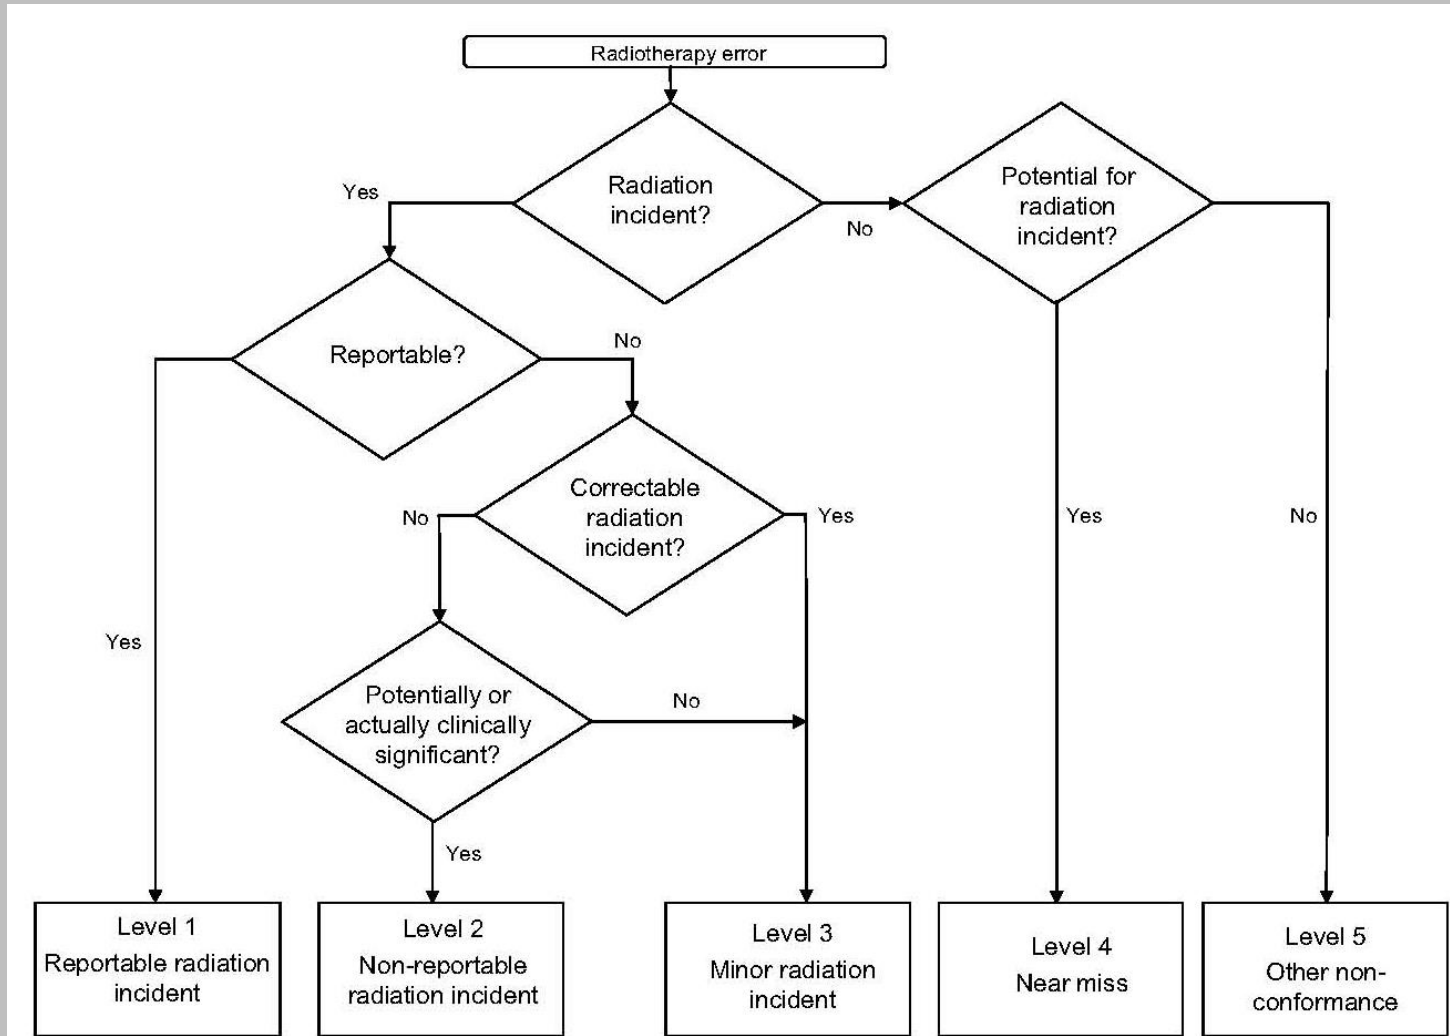 Radiotherapy error
Radiation
incident?
Yes
No
Potential for
radiation
incident?
Reportable?
No
Correctable
radiation
incident?
No
Yes
Yes
No
Yes
Potentially or
actually clinically
significant?
No
Yes
Level 1
Reportable radiation
incident
Level 2
Non-reportable
radiation incident
Level 3
Minor radiation
incident
Level 4
Near miss
Level 5
Other non-
conformance